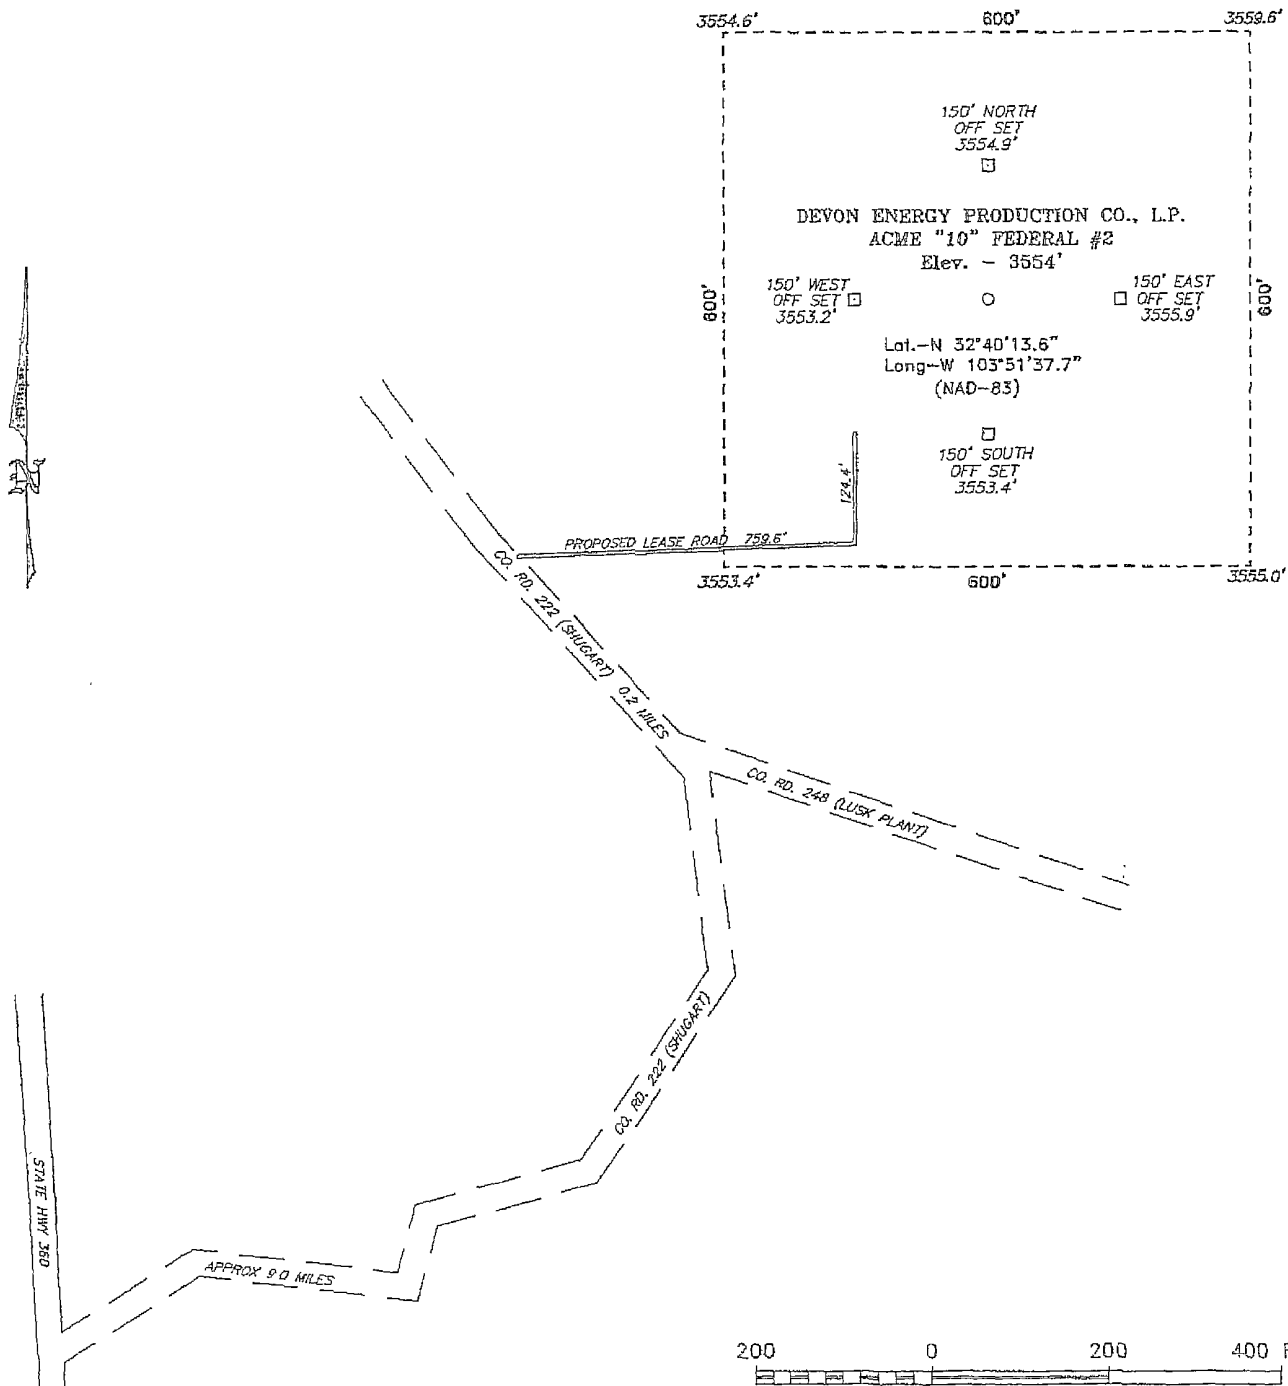 3554.6'
600'
3559.6'
150' NORTH
OFF SET
3554.9'
DEVON ENERGY PRODUCTION CO., L.P.
ACME "10" FEDERAL #2
Elev. - 3554'
150' WEST
OFF SET
3553.2'
150' EAST
OFF SET
3555.9'
600'
600'
Lat.-N 32°40'13.6"
Long-W 103°51'37.7"
(NAD-83)
150' SOUTH
OFF SET
3553.4'
124.4'
PROPOSED LEASE ROAD 759.6'
3553.4'
600'
3555.0'
CO. RD. 222 (SHUGART) 0.2 MILES
CO. RD. 248 (LUSK PLANT)
CO. RD. 222 (SHUGART)
STATE HWY 360
APPROX 9.0 MILES
200 0 200 400 F